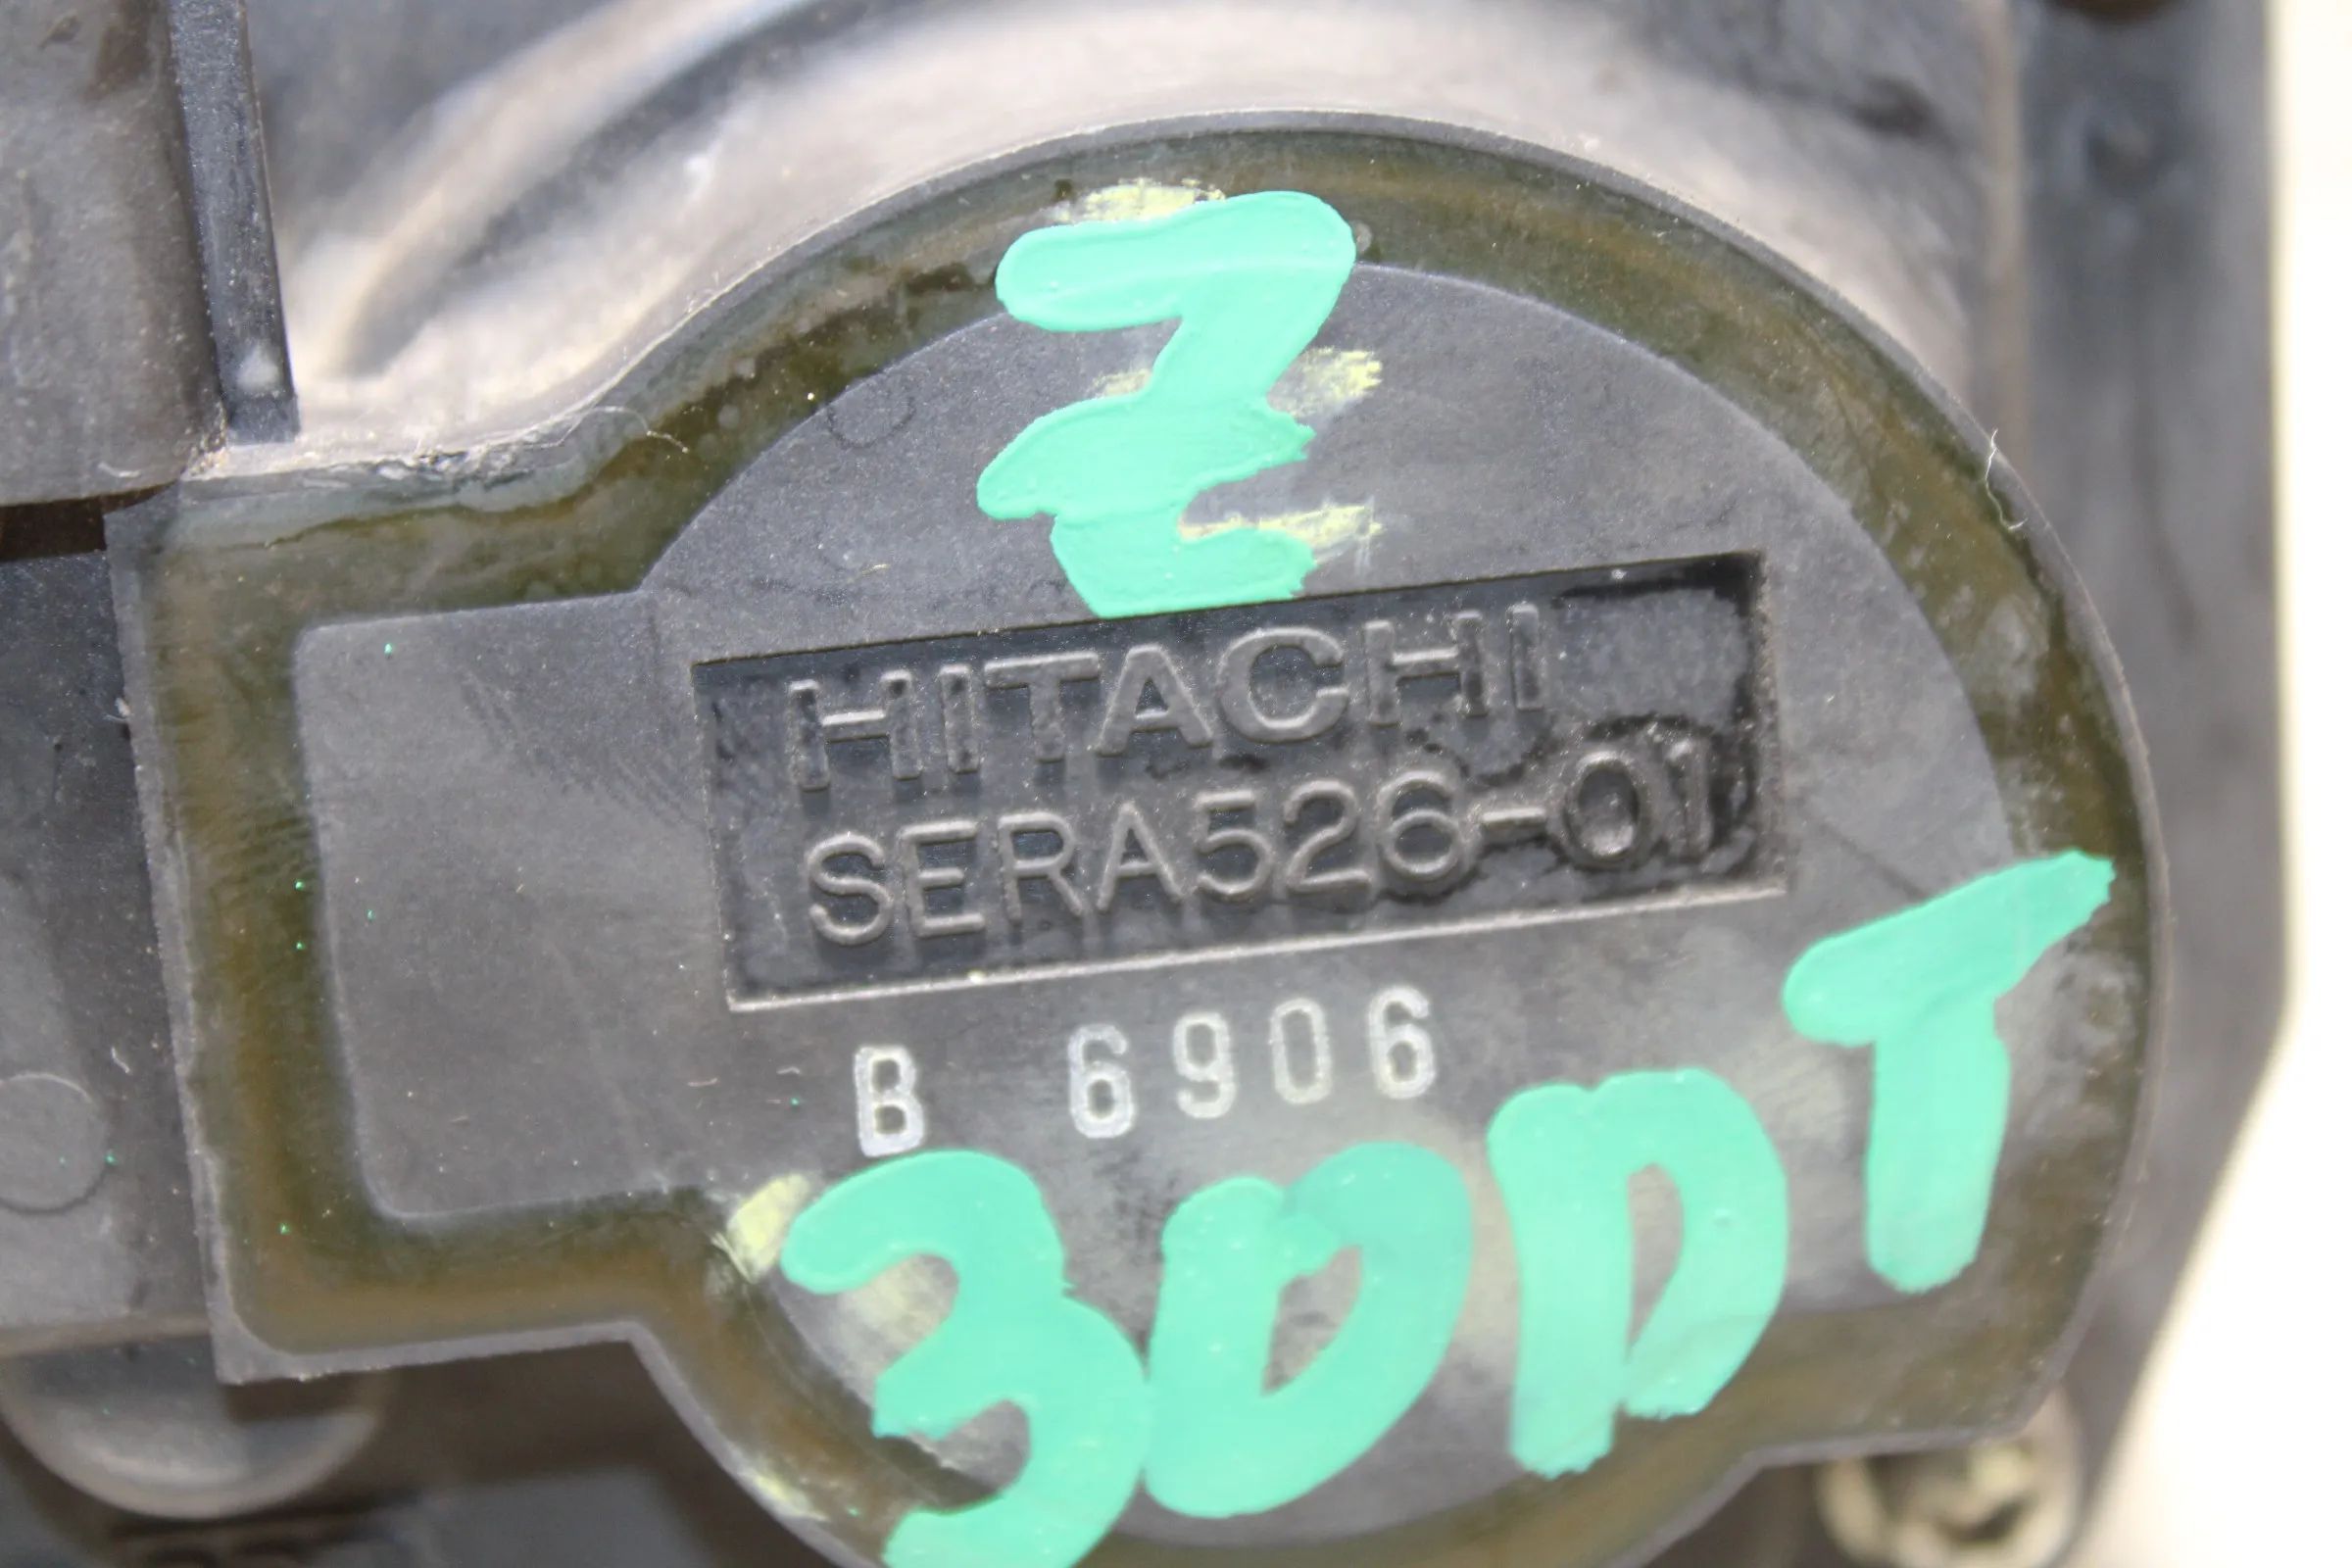 Z
HITACHI
SERA526-01
B 6906
3DDT